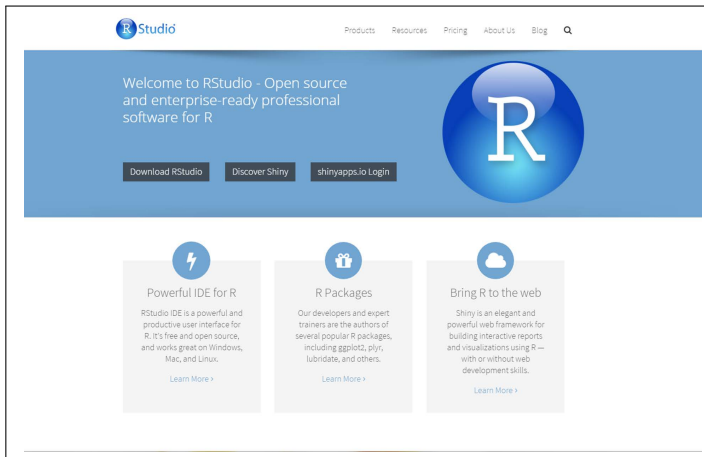 R Studio
Products Resources Pricing About Us Blog
Welcome to RStudio - Open source
and enterprise-ready professional
software for R
R
Download RStudio Discover Shiny shinyapps.io Login
Powerful IDE for R
RStudio IDE is a powerful and
productive user interface for
R. It's free and open source,
and works great on Windows,
Mac, and Linux.
Learn More >
R Packages
Our developers and expert
trainers are the authors of
several popular R packages,
including ggplot2, plyr,
lubridate, and others.
Learn More >
Bring R to the web
Shiny is an elegant and
powerful web framework for
building interactive reports
and visualizations using R —
with or without web
development skills.
Learn More >